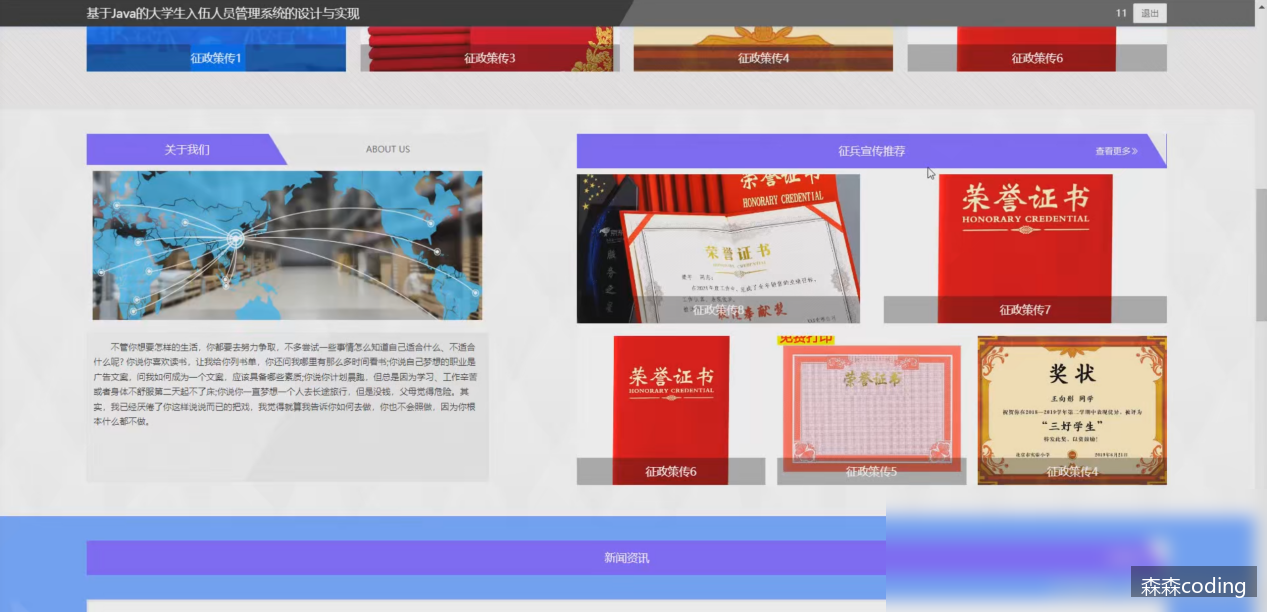 基于Java的大学生入伍人员管理系统的设计与实现
11 退出
征政策传1 征政策传3 征政策传4 征政策传6
关于我们 ABOUT US
征兵宣传推荐 查看更多》
荣誉证书
HONORARY CREDENTIAL
荣誉证书
征政策传8
荣誉证书
HONORARY CREDENTIAL
征政策传7
不管你想要怎样的生活,你都要去努力争取,不多尝试一些事情怎么知道自己适合什么、不适合
什么呢? 你说你喜欢读书,让我给你列书单,你还问我哪里有那么多时间看书;你说自己梦想的职业是
广告文案,问我如何成为一个文案,应该具备哪些素质;你说你计划晨跑,但总是因为学习、工作辛苦
或者身体不舒服第二天起不了床;你说你一直梦想一个人去长途旅行,但是没钱,父母觉得危险。其
实,我已经厌倦了你这样说说而已的把戏,我觉得就算我告诉你如何去做,你也不会照做,因为你根
本什么都不做。
荣誉证书
HONORARY CREDENTIAL
征政策传6
免费打印
荣誉证书
征政策传5
奖状
“三好学生”
征政策传4
新闻资讯
森森coding